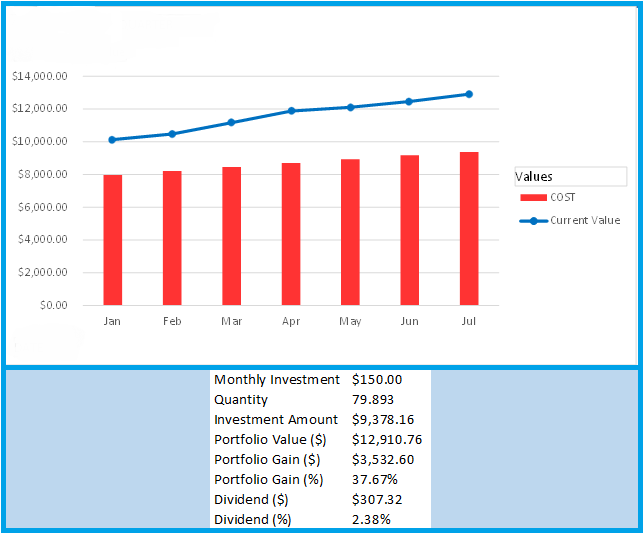 $14,000.00
$12,000.00
$10,000.00
$8,000.00
$6,000.00
$4,000.00
$2,000.00
$0.00
Jan Feb Mar Apr May Jun Jul
Values
COST
Current Value
Monthly Investment $150.00
Quantity 79.893
Investment Amount $9,378.16
Portfolio Value ($) $12,910.76
Portfolio Gain ($) $3,532.60
Portfolio Gain (%) 37.67%
Dividend ($) $307.32
Dividend (%) 2.38%